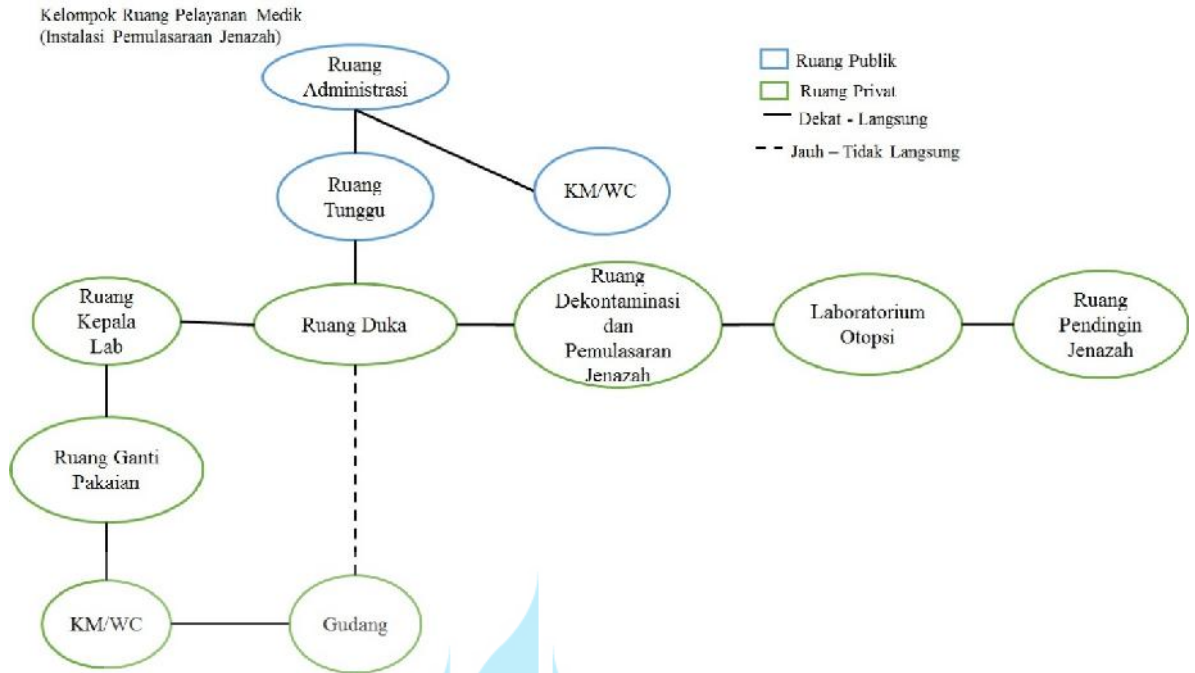 Kelompok Ruang Pelayanan Medik
(Instalasi Pemulasaraan Jenazah)
Ruang
Administrasi
Ruang Publik
Ruang Privat
Dekat - Langsung
Jauh – Tidak Langsung
Ruang
Tunggu
KM/WC
Ruang
Kepala
Lab
Ruang Duka
Ruang
Dekontaminasi
dan
Pemulasaran
Jenazah
Laboratorium
Otopsi
Ruang
Pendingin
Jenazah
Ruang Ganti
Pakaian
KM/WC
Gudang